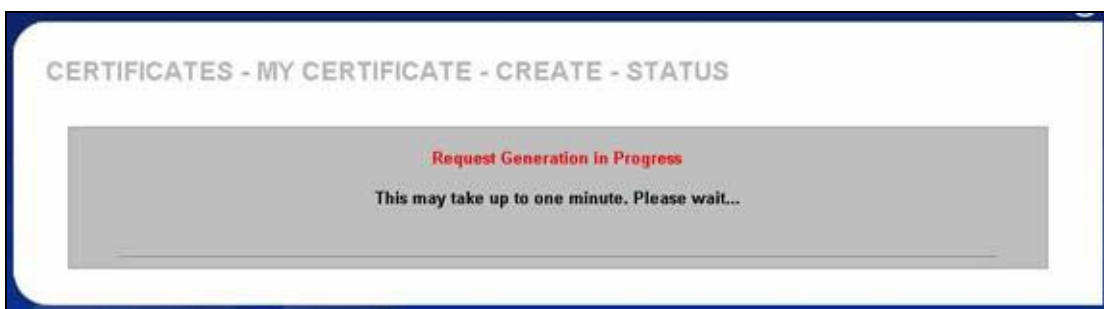 CERTIFICATES - MY CERTIFICATE - CREATE - STATUS
Request Generation in Progress
This may take up to one minute. Please wait...